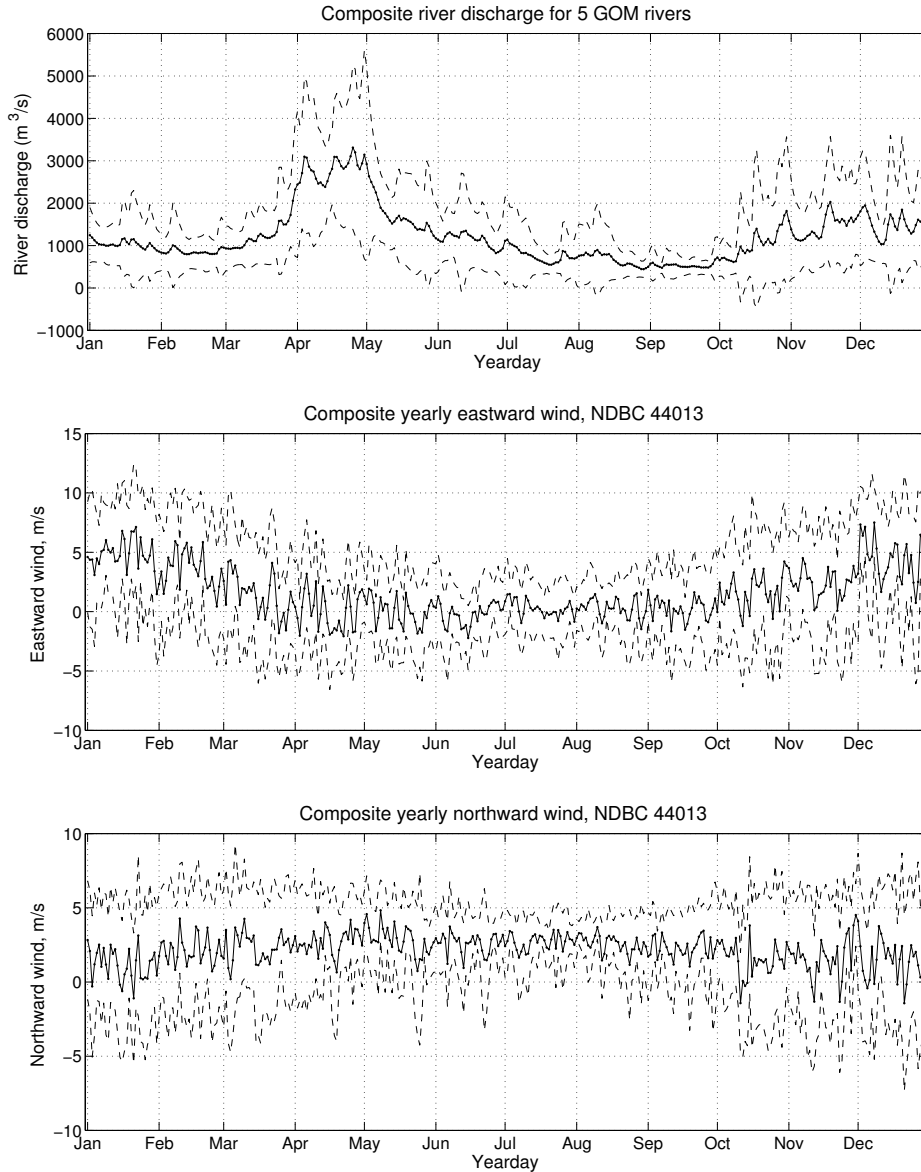 Composite river discharge for 5 GOM rivers
6000
5000
4000
3000
2000
1000
0
−1000
River discharge (m³/s)
Jan Feb Mar Apr May Jun Jul Aug Sep Oct Nov Dec
Yearday
Composite yearly eastward wind, NDBC 44013
15
10
5
0
−5
−10
Eastward wind, m/s
Jan Feb Mar Apr May Jun Jul Aug Sep Oct Nov Dec
Yearday
Composite yearly northward wind, NDBC 44013
10
5
0
−5
−10
Northward wind, m/s
Jan Feb Mar Apr May Jun Jul Aug Sep Oct Nov Dec
Yearday